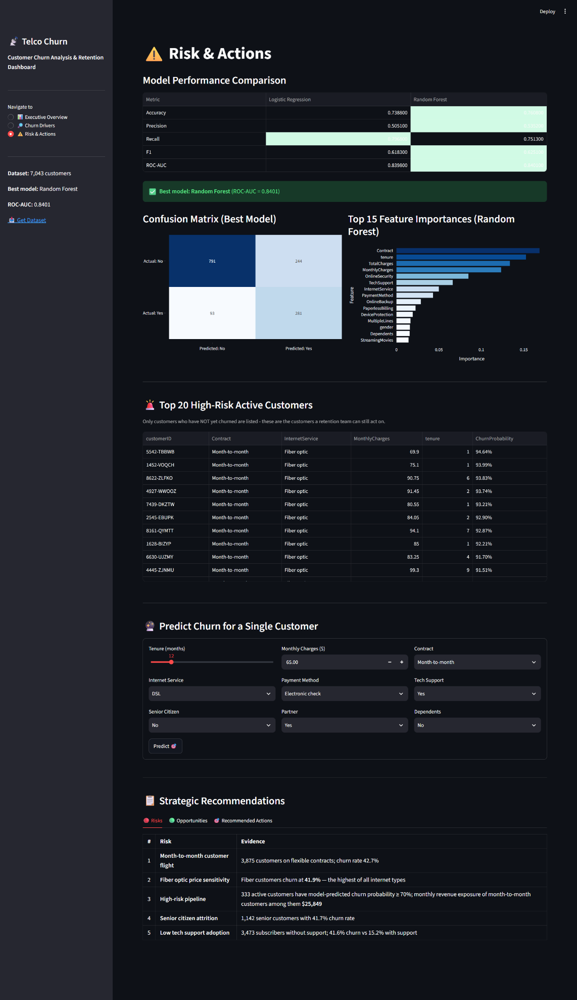 Deploy
Telco Churn
Customer Churn Analysis & Retention
Dashboard
Navigate to
Executive Overview
Churn Drivers
Risk & Actions
Dataset: 7,043 customers
Best model: Random Forest
ROC-AUC: 0.8401
Get Dataset
Risk & Actions
Model Performance Comparison
Metric Logistic Regression Random Forest
Accuracy 0.738800
Precision 0.505100
Recall 0.751300
F1 0.618300
ROC-AUC 0.839800 0.840100
Best model: Random Forest (ROC-AUC = 0.8401)
Confusion Matrix (Best Model)
Actual: No 791 244
Actual: Yes 93 281
Predicted: No Predicted: Yes
Top 15 Feature Importances (Random
Forest)
Feature
Contract
tenure
TotalCharges
MonthlyCharges
OnlineSecurity
TechSupport
InternetService
PaymentMethod
OnlineBackup
PaperlessBilling
DeviceProtection
MultipleLines
gender
Dependents
StreamingMovies
0 0.05 0.1 0.15
Importance
Top 20 High-Risk Active Customers
Only customers who have NOT yet churned are listed - these are the customers a retention team can still act on.
customerID Contract InternetService MonthlyCharges tenure ChurnProbability
5542-TBBWB Month-to-month Fiber optic 69.9 1 94.64%
1452-VOQCH Month-to-month Fiber optic 75.1 1 93.99%
8622-ZLFKO Month-to-month Fiber optic 90.75 6 93.83%
4927-WWOOZ Month-to-month Fiber optic 91.45 2 93.74%
7439-DKZTW Month-to-month Fiber optic 80.55 1 93.21%
2545-EBUPK Month-to-month Fiber optic 84.05 2 92.90%
8161-QYMTT Month-to-month Fiber optic 94.1 7 92.87%
1628-BIZYP Month-to-month Fiber optic 85 1 92.21%
6630-UJZMY Month-to-month Fiber optic 83.25 4 91.70%
4445-ZJNMU Month-to-month Fiber optic 99.3 9 91.51%
Predict Churn for a Single Customer
Tenure (months) Monthly Charges ($) Contract
12
65.00 − + Month-to-month
Internet Service Payment Method Tech Support
DSL Electronic check Yes
Senior Citizen Partner Dependents
No Yes No
Predict
Strategic Recommendations
Risks Opportunities Recommended Actions
# Risk Evidence
1 Month-to-month customer
flight 3,875 customers on flexible contracts; churn rate 42.7%
2 Fiber optic price sensitivity Fiber customers churn at 41.9% — the highest of all internet types
3 High-risk pipeline 333 active customers have model-predicted churn probability ≥ 70%; monthly revenue exposure of month-to-month
customers among them $25,849
4 Senior citizen attrition 1,142 senior customers with 41.7% churn rate
5 Low tech support adoption 3,473 subscribers without support; 41.6% churn vs 15.2% with support